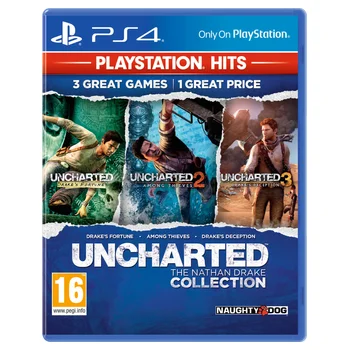 PS4
Only On PlayStation.
PLAYSTATION HITS
3 GREAT GAMES | 1 GREAT PRICE
UNCHARTED
DRAKE'S FORTUNE
UNCHARTED 2
AMONG THIEVES
UNCHARTED 3
DRAKE'S DECEPTION
DRAKE'S FORTUNE • AMONG THIEVES • DRAKE'S DECEPTION
UNCHARTED
THE NATHAN DRAKE
COLLECTION
16
www.pegi.info
NAUGHTY DOG